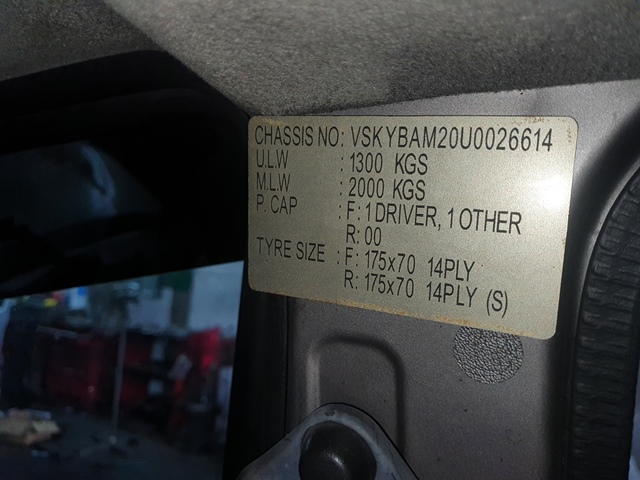 CHASSIS NO: VSKYBAM20U0026614
U.L.W : 1300 KGS
M.L.W : 2000 KGS
P. CAP : F: 1 DRIVER, 1 OTHER
R: 00
TYRE SIZE : F: 175x70 14PLY
R: 175x70 14PLY (S)